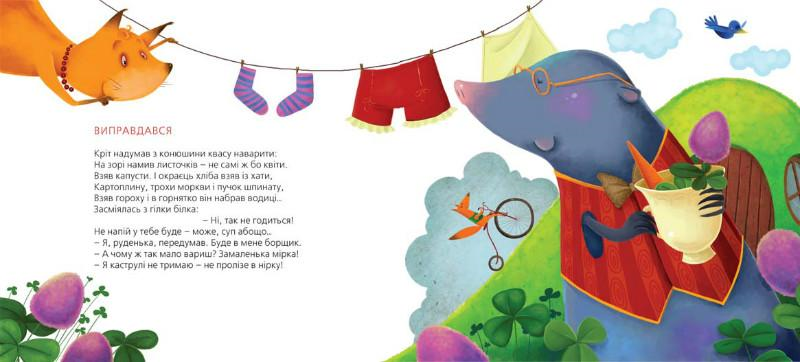 ВИПРАВДАВСЯ
Кріт надумав з конюшини квасу наварити:
На зорі намив листочків – не самі ж бо квіти.
Взяв капусти. І окраєць хліба взяв із хати,
Картоплину, трохи моркви і пучок шпинату,
Взяв гороху і в горнятко він набрав водиці..
Засміялась з гілки білка:
– Ні, так не годиться!
Не напій у тебе буде – може, суп абощо..
– Я, руденька, передумав. Буде в мене борщик.
– А чому ж так мало вариш? Замаленька мірка!
– Я каструлі не тримаю – не пролізе в нірку!